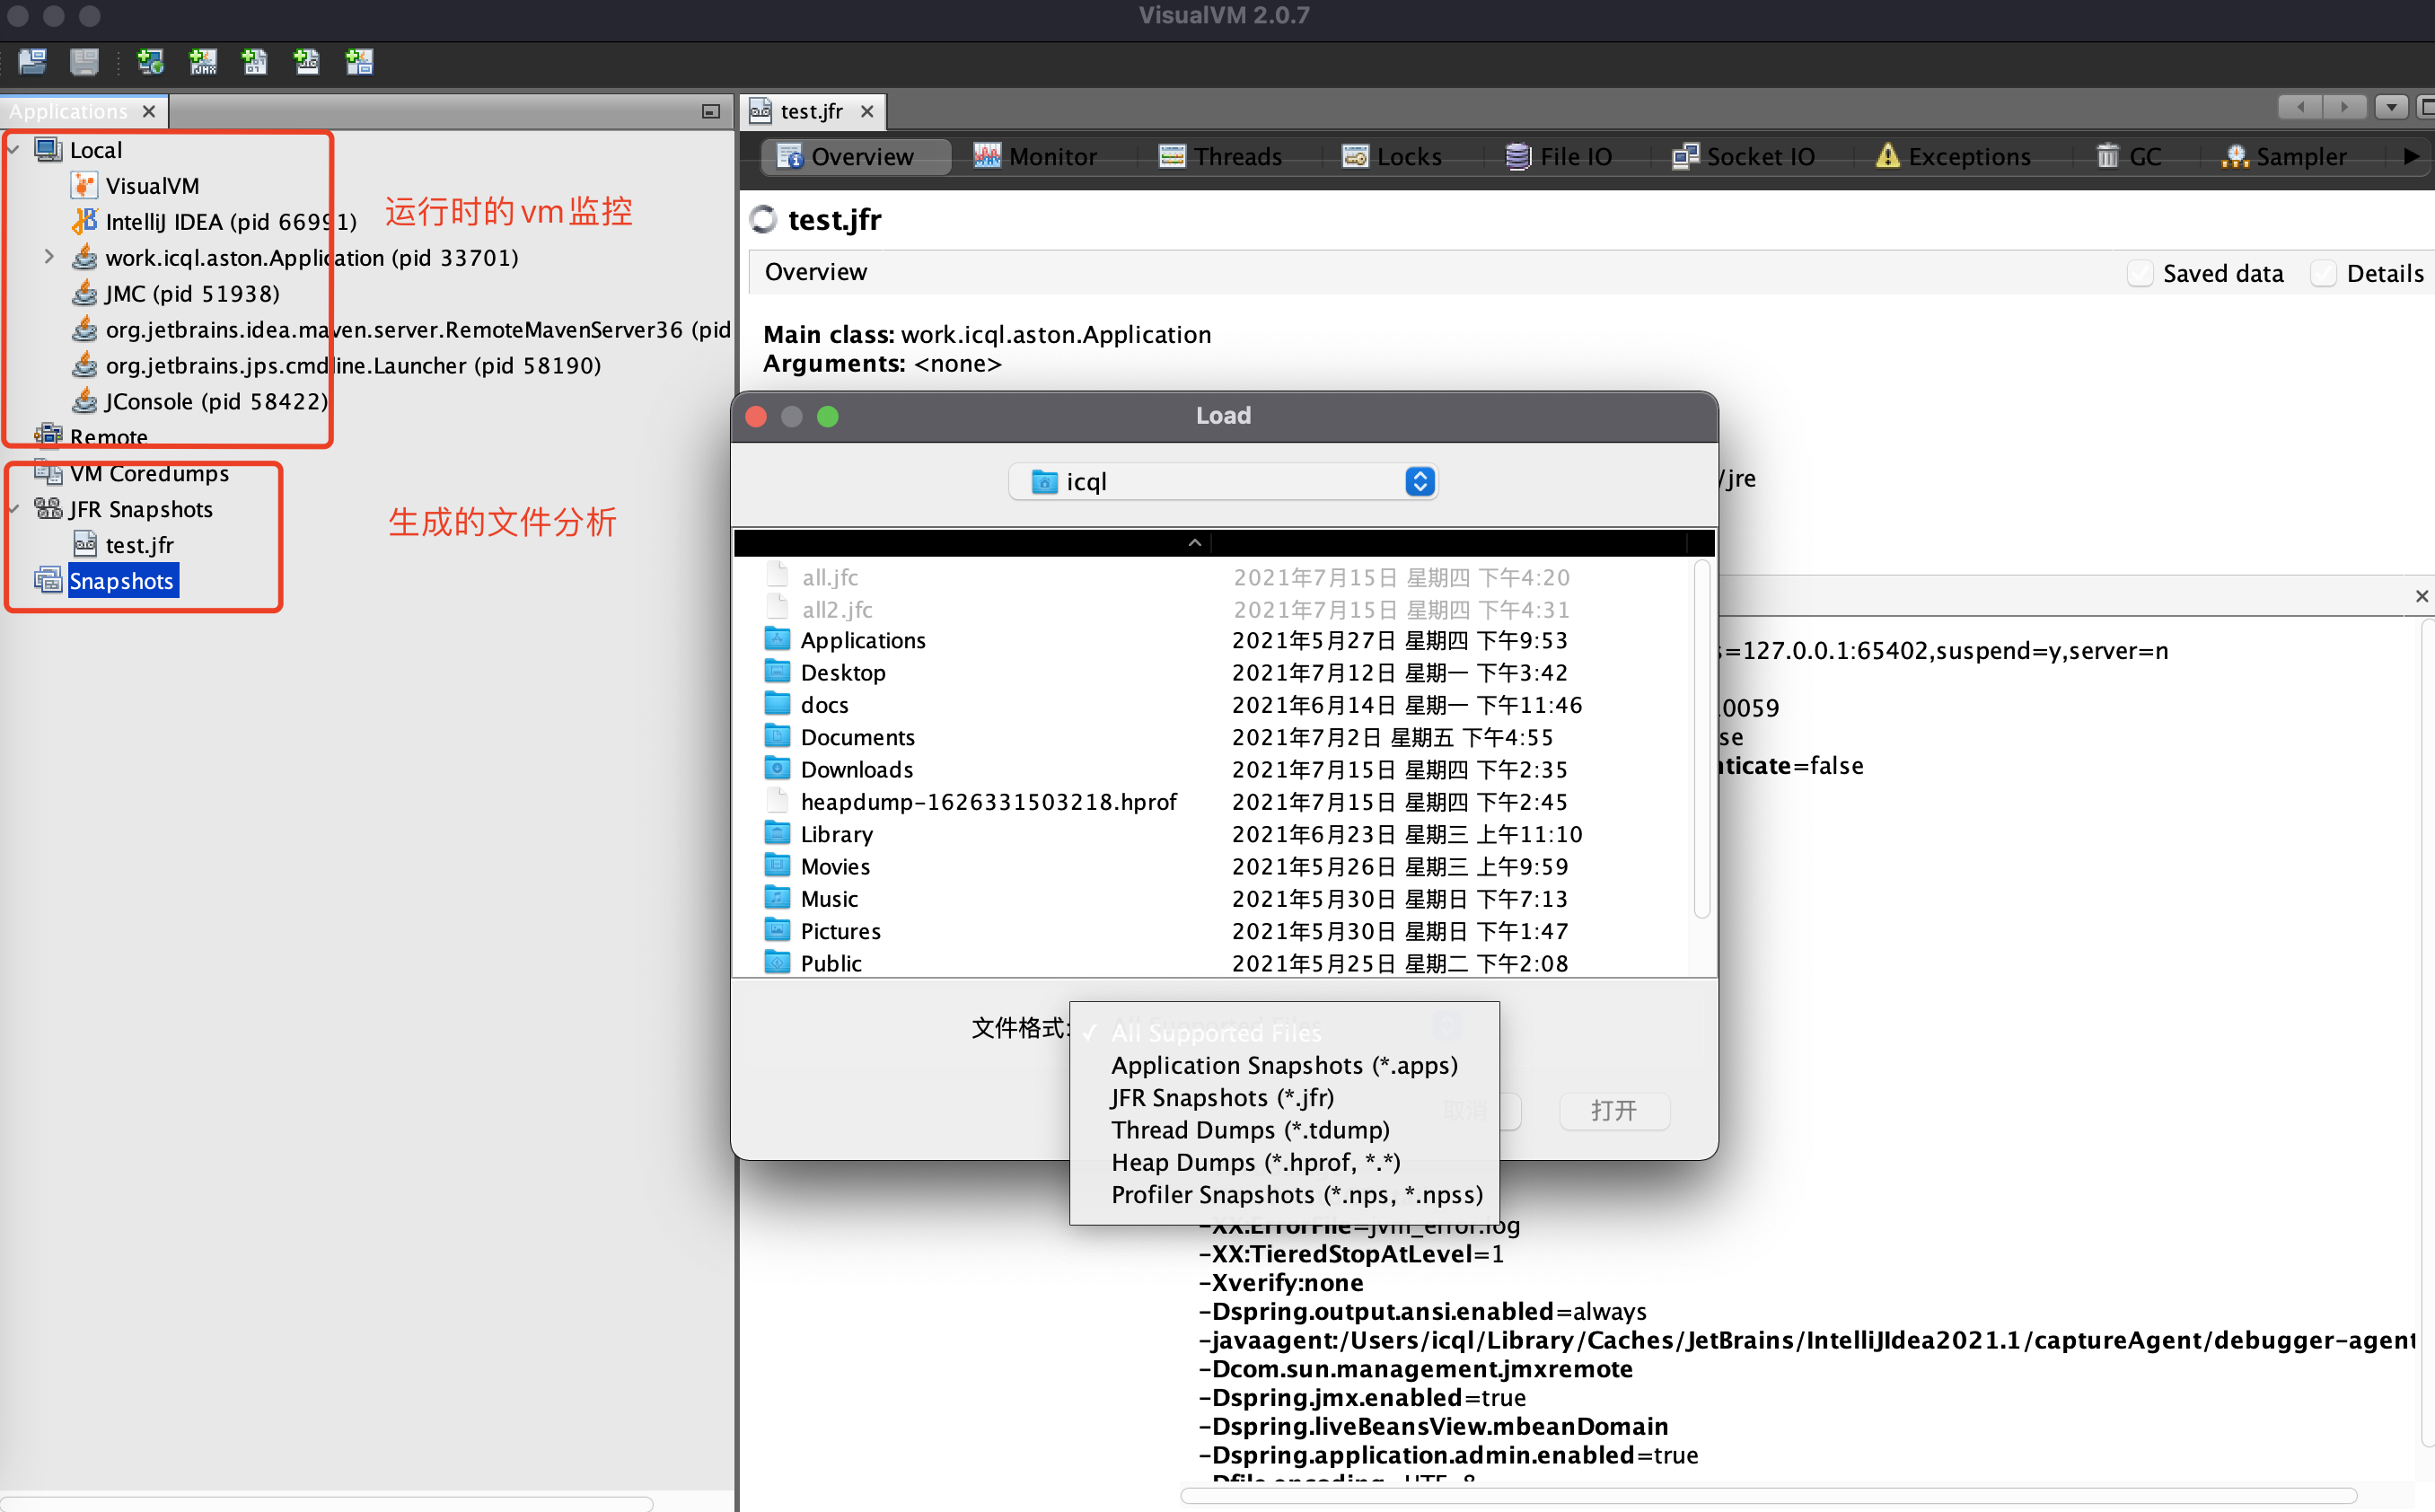 VisualVM 2.0.7
Applications
Local
VisualVM
IntelliJ IDEA (pid 66991)
work.icql.aston.Application (pid 33701)
JMC (pid 51938)
org.jetbrains.idea.maven.server.RemoteMavenServer36 (pid
org.jetbrains.jps.cmdline.Launcher (pid 58190)
JConsole (pid 58422)
Remote
VM Coredumps
JFR Snapshots
test.jfr
Snapshots
运行时的vm监控
生成的文件分析
test.jfr
Overview Monitor Threads Locks File IO Socket IO Exceptions GC Sampler
test.jfr
Overview
Saved data Details
Main class: work.icql.aston.Application
Arguments: <none>
/jre
=127.0.0.1:65402,suspend=y,server=n
0059
se
nticate=false
Load
icql
all.jfc 2021年7月15日 星期四 下午4:20
all2.jfc 2021年7月15日 星期四 下午4:31
Applications 2021年5月27日 星期四 下午9:53
Desktop 2021年7月12日 星期一 下午3:42
docs 2021年6月14日 星期一 下午11:46
Documents 2021年7月2日 星期五 下午4:55
Downloads 2021年7月15日 星期四 下午2:35
heapdump-1626331503218.hprof 2021年7月15日 星期四 下午2:45
Library 2021年6月23日 星期三 上午11:10
Movies 2021年5月26日 星期三 上午9:59
Music 2021年5月30日 星期日 下午7:13
Pictures 2021年5月30日 星期日 下午1:47
Public 2021年5月25日 星期二 下午2:08
文件格式:
✓ All Supported Files
Application Snapshots (*.apps)
JFR Snapshots (*.jfr)
Thread Dumps (*.tdump)
Heap Dumps (*.hprof, *.*)
Profiler Snapshots (*.nps, *.npss)
取消
打开
-XX:ErrorFile=jvm_error.log
-XX:TieredStopAtLevel=1
-Xverify:none
-Dspring.output.ansi.enabled=always
-javaagent:/Users/icql/Library/Caches/JetBrains/IntelliJIdea2021.1/captureAgent/debugger-agent
-Dcom.sun.management.jmxremote
-Dspring.jmx.enabled=true
-Dspring.liveBeansView.mbeanDomain
-Dspring.application.admin.enabled=true
-Dfile.encoding=UTF-8